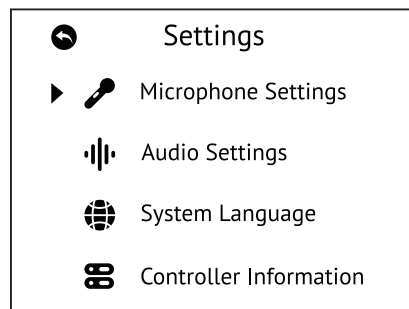 Settings
Microphone Settings
Audio Settings
System Language
Controller Information